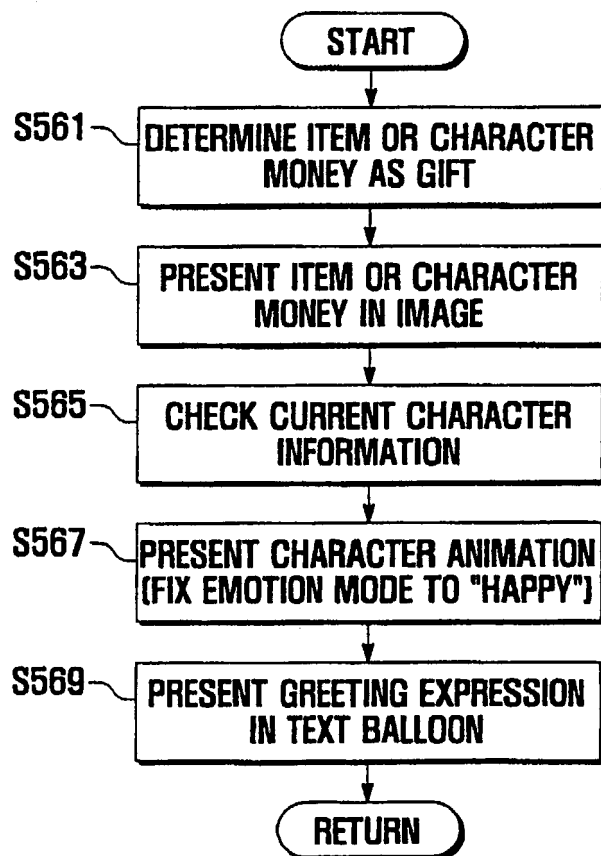 START
S561
DETERMINE ITEM OR CHARACTER
MONEY AS GIFT
S563
PRESENT ITEM OR CHARACTER
MONEY IN IMAGE
S565
CHECK CURRENT CHARACTER
INFORMATION
S567
PRESENT CHARACTER ANIMATION
(FIX EMOTION MODE TO "HAPPY")
S569
PRESENT GREETING EXPRESSION
IN TEXT BALLOON
RETURN